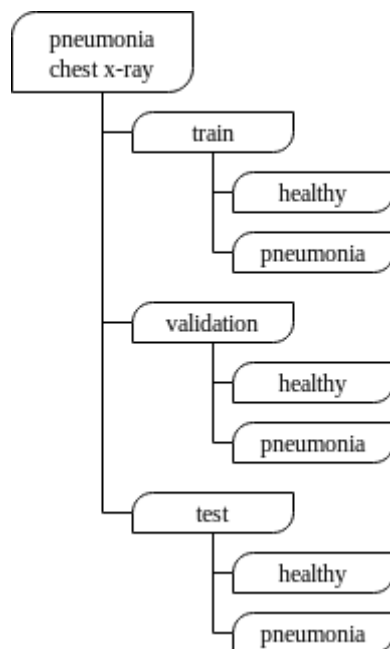 pneumonia
chest x-ray
train
healthy
pneumonia
validation
healthy
pneumonia
test
healthy
pneumonia